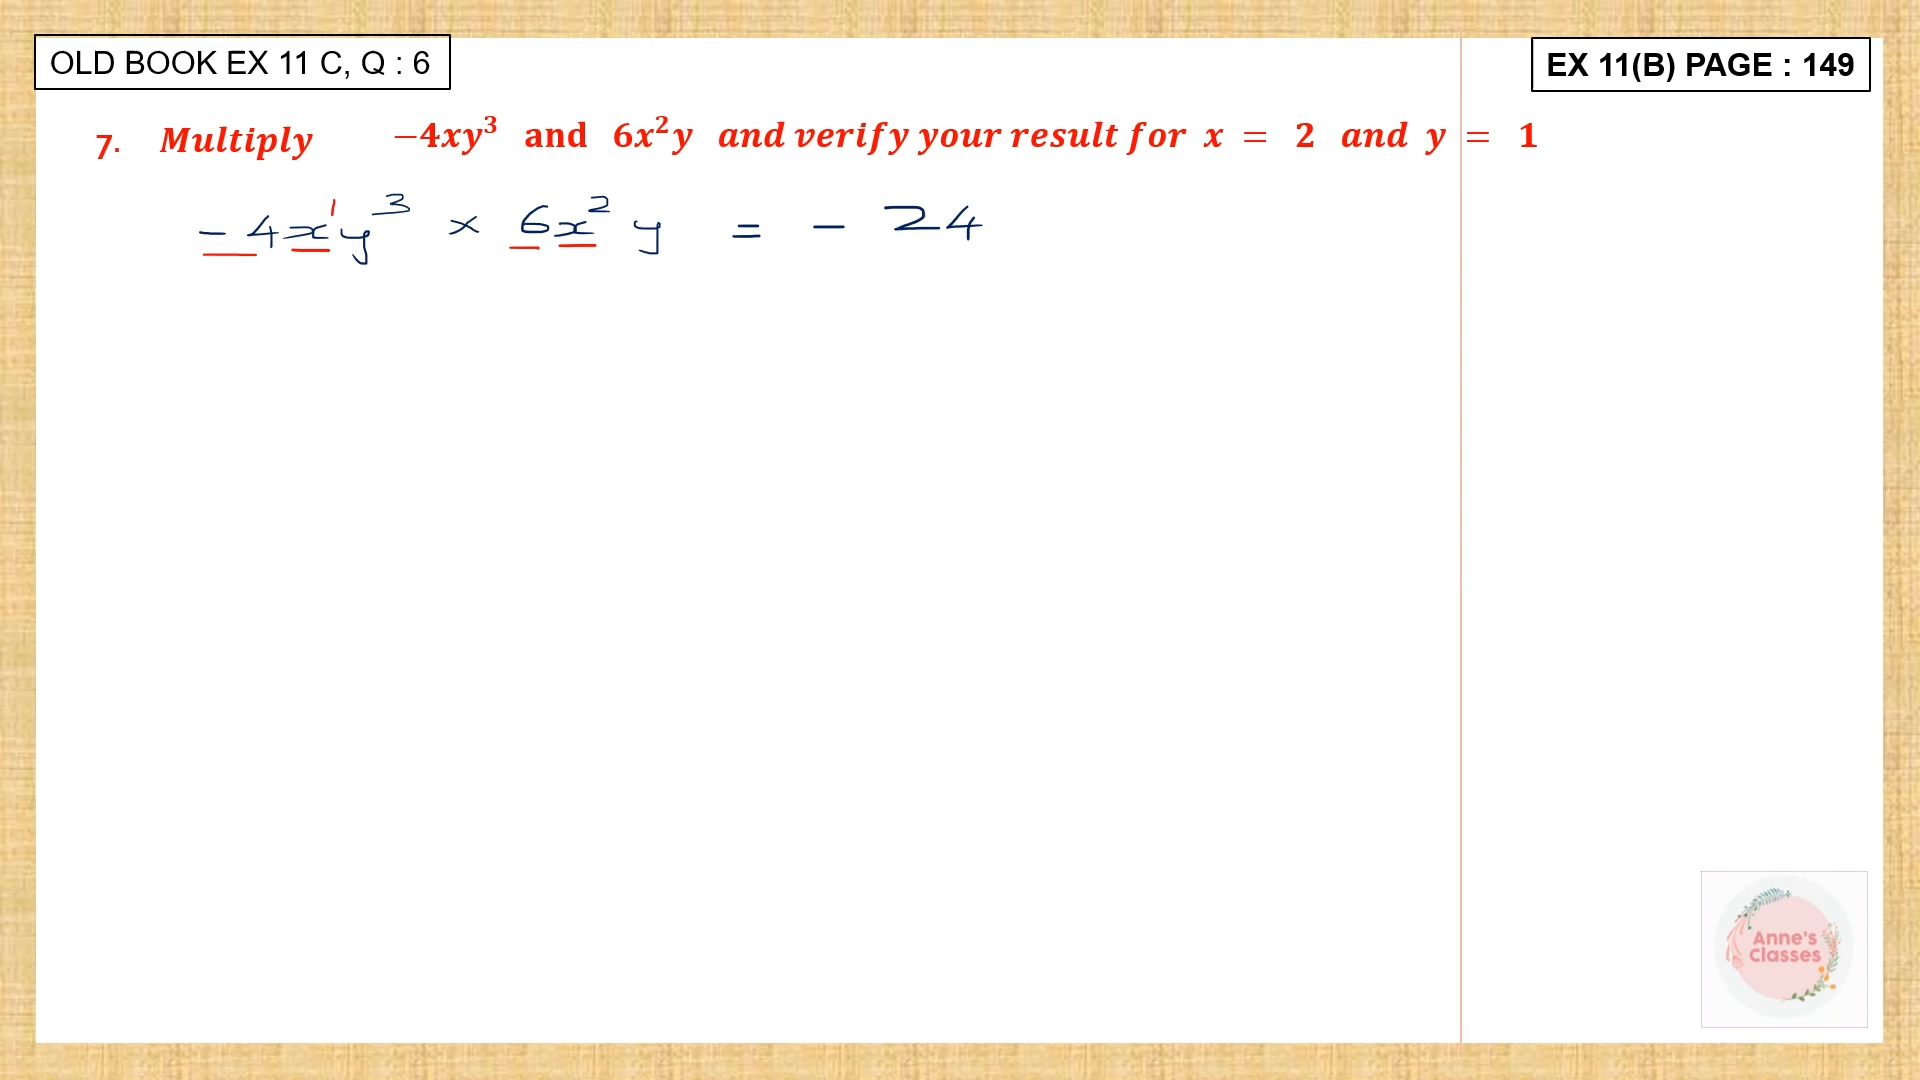 OLD BOOK EX 11 C, Q : 6
EX 11(B) PAGE : 149
7. Multiply −4xy³ and 6x²y and verify your result for x = 2 and y = 1
− 4x¹y³ × 6x² y = − 24
Anne's
Classes